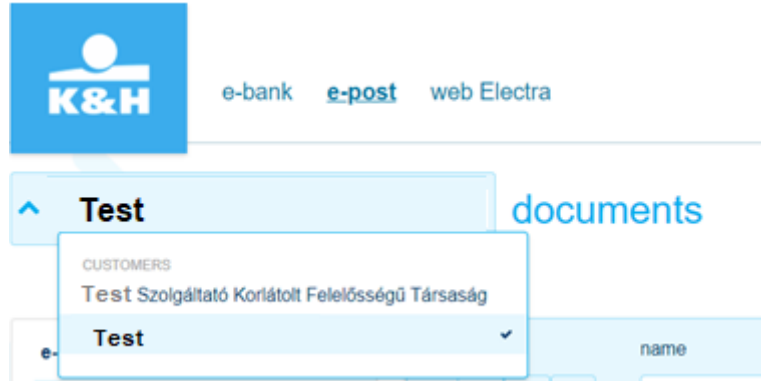 K&H
e-bank e-post web Electra
Test documents
CUSTOMERS
Test Szolgáltató Korlátolt Felelősségű Társaság
Test
e-
name